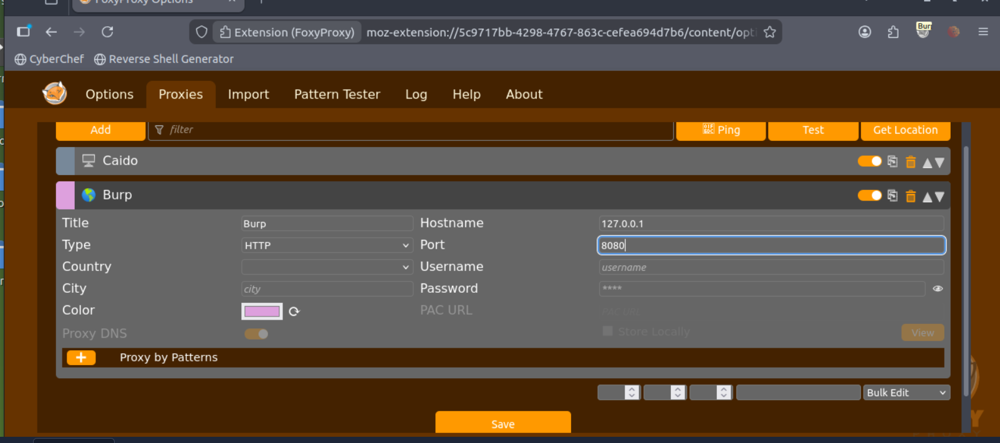 FoxyProxy Options
Extension (FoxyProxy) moz-extension://5c9717bb-4298-4767-863c-cefea694d7b6/content/opti
Bur
CyberChef Reverse Shell Generator
Options Proxies Import Pattern Tester Log Help About
Add filter Ping Test Get Location
Caido
Burp
Title Burp Hostname 127.0.0.1
Type HTTP Port 8080
Country Username username
City city Password ****
Color PAC URL PAC URL
Proxy DNS Store Locally View
Proxy by Patterns
Bulk Edit
Save